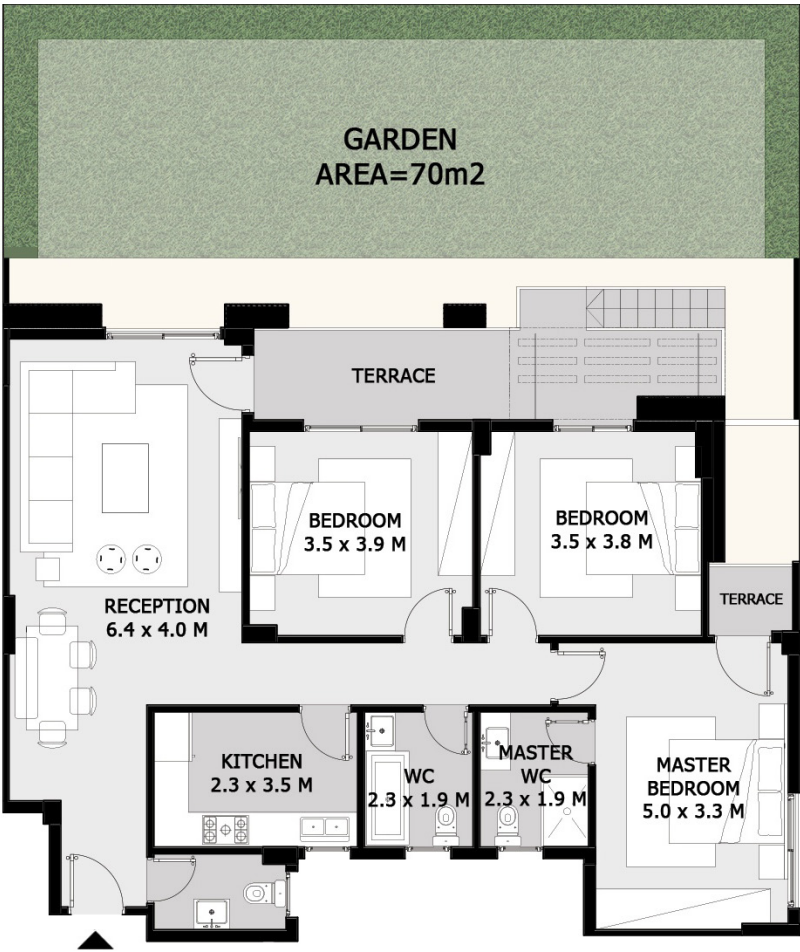 GARDEN
AREA=70m2
TERRACE
BEDROOM
3.5 x 3.9 M
BEDROOM
3.5 x 3.8 M
TERRACE
RECEPTION
6.4 x 4.0 M
KITCHEN
2.3 x 3.5 M
WC
2.3 x 1.9 M
MASTER
WC
2.3 x 1.9 M
MASTER
BEDROOM
5.0 x 3.3 M